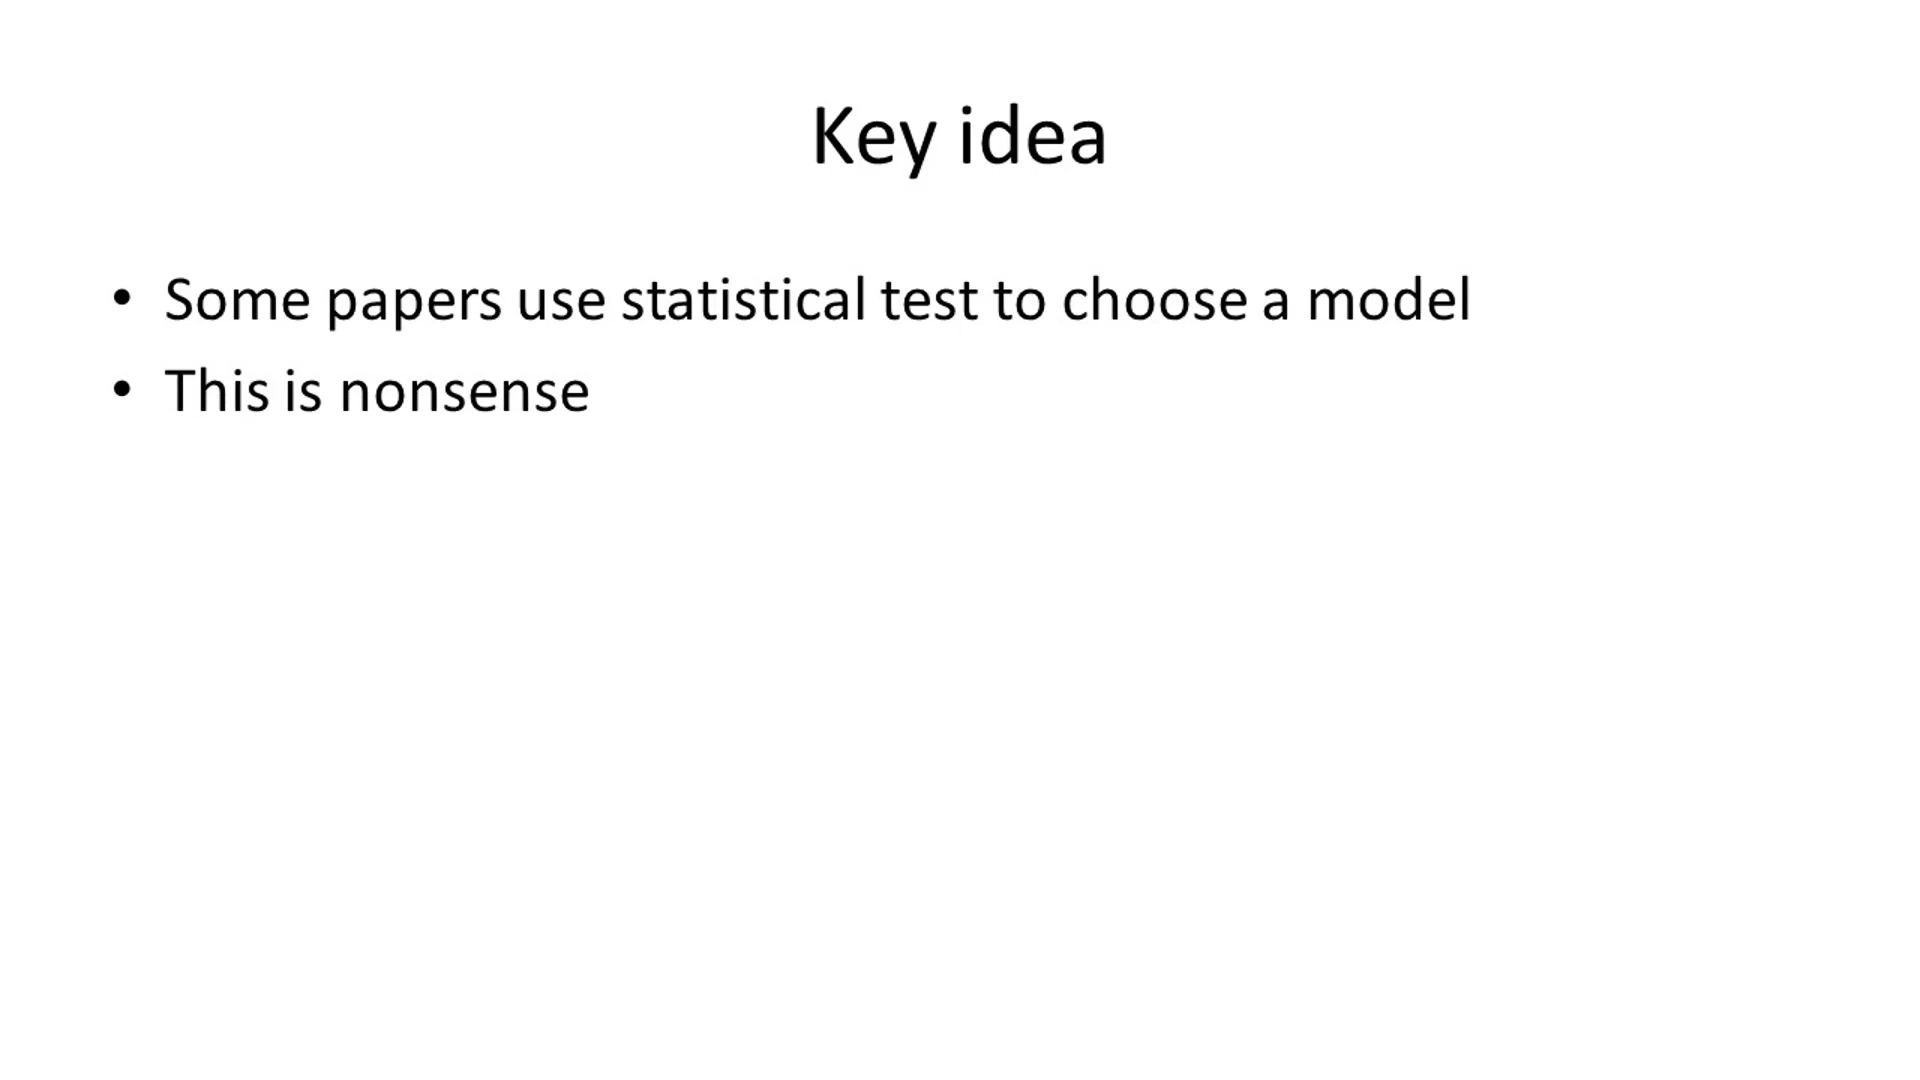 Key idea
• Some papers use statistical test to choose a model
• This is nonsense